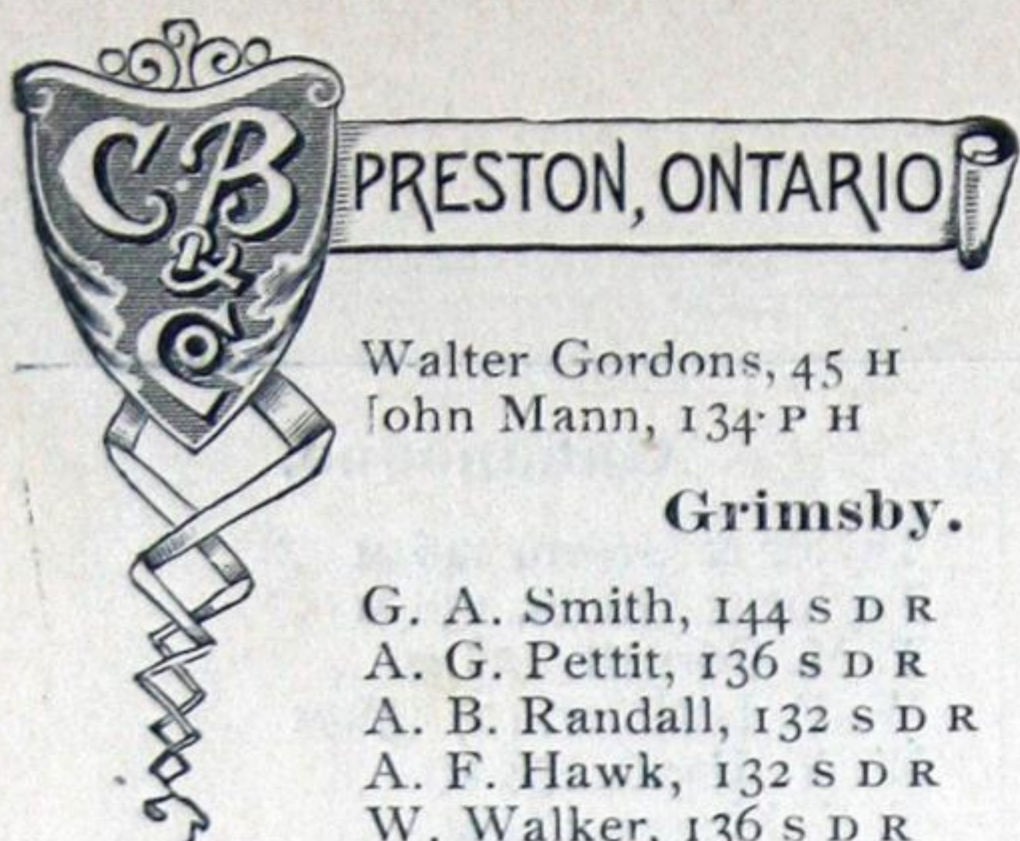 C. B
& Co
PRESTON, ONTARIO
Walter Gordons, 45 H
John Mann, 134 P H
Grimsby.
G. A. Smith, 144 S D R
A. G. Pettit, 136 S D R
A. B. Randall, 132 S D R
A. F. Hawk, 132 S D R
W. Walker, 136 S D R